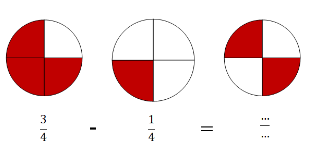 3/4 - 1/4 = .../...